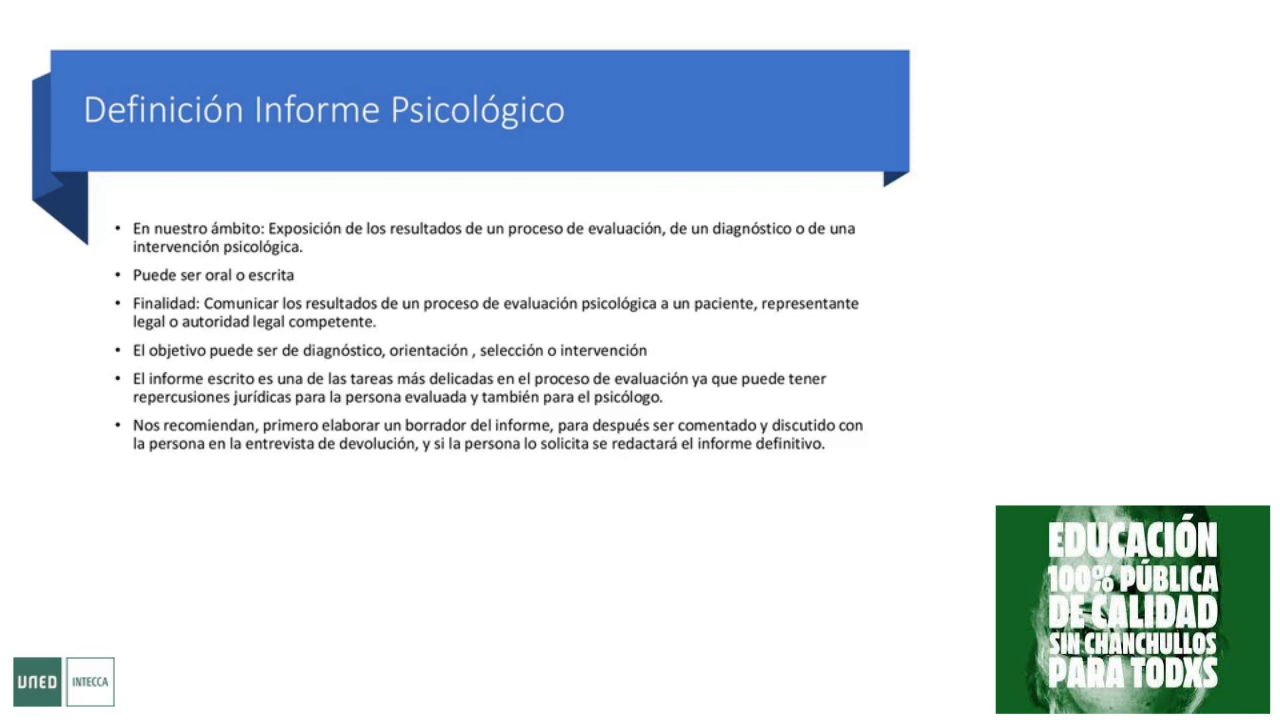 Definición Informe Psicológico
• En nuestro ámbito: Exposición de los resultados de un proceso de evaluación, de un diagnóstico o de una
intervención psicológica.
• Puede ser oral o escrita
• Finalidad: Comunicar los resultados de un proceso de evaluación psicológica a un paciente, representante
legal o autoridad legal competente.
• El objetivo puede ser de diagnóstico, orientación , selección o intervención
• El informe escrito es una de las tareas más delicadas en el proceso de evaluación ya que puede tener
repercusiones jurídicas para la persona evaluada y también para el psicólogo.
• Nos recomiendan, primero elaborar un borrador del informe, para después ser comentado y discutido con
la persona en la entrevista de devolución, y si la persona lo solicita se redactará el informe definitivo.
EDUCACIÓN
100% PÚBLICA
DE CALIDAD
SIN CHANCHULLOS
PARA TODXS
UNED INTECCA